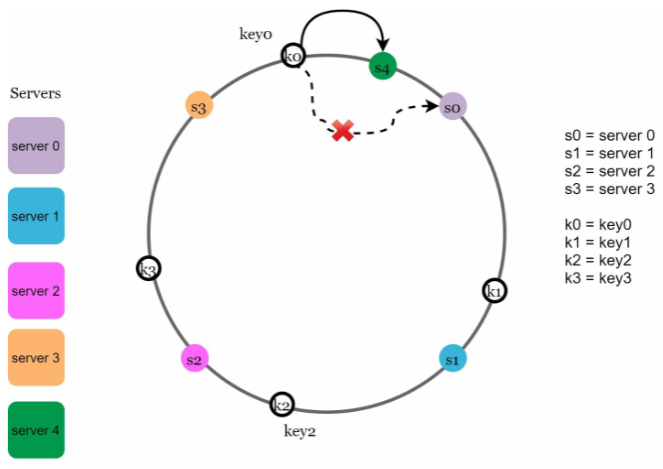 key0
k0
s4
s3
s0
Servers
server 0
server 1
server 2
server 3
server 4
k3
k1
s2
s1
k2
key2
s0 = server 0
s1 = server 1
s2 = server 2
s3 = server 3
k0 = key0
k1 = key1
k2 = key2
k3 = key3